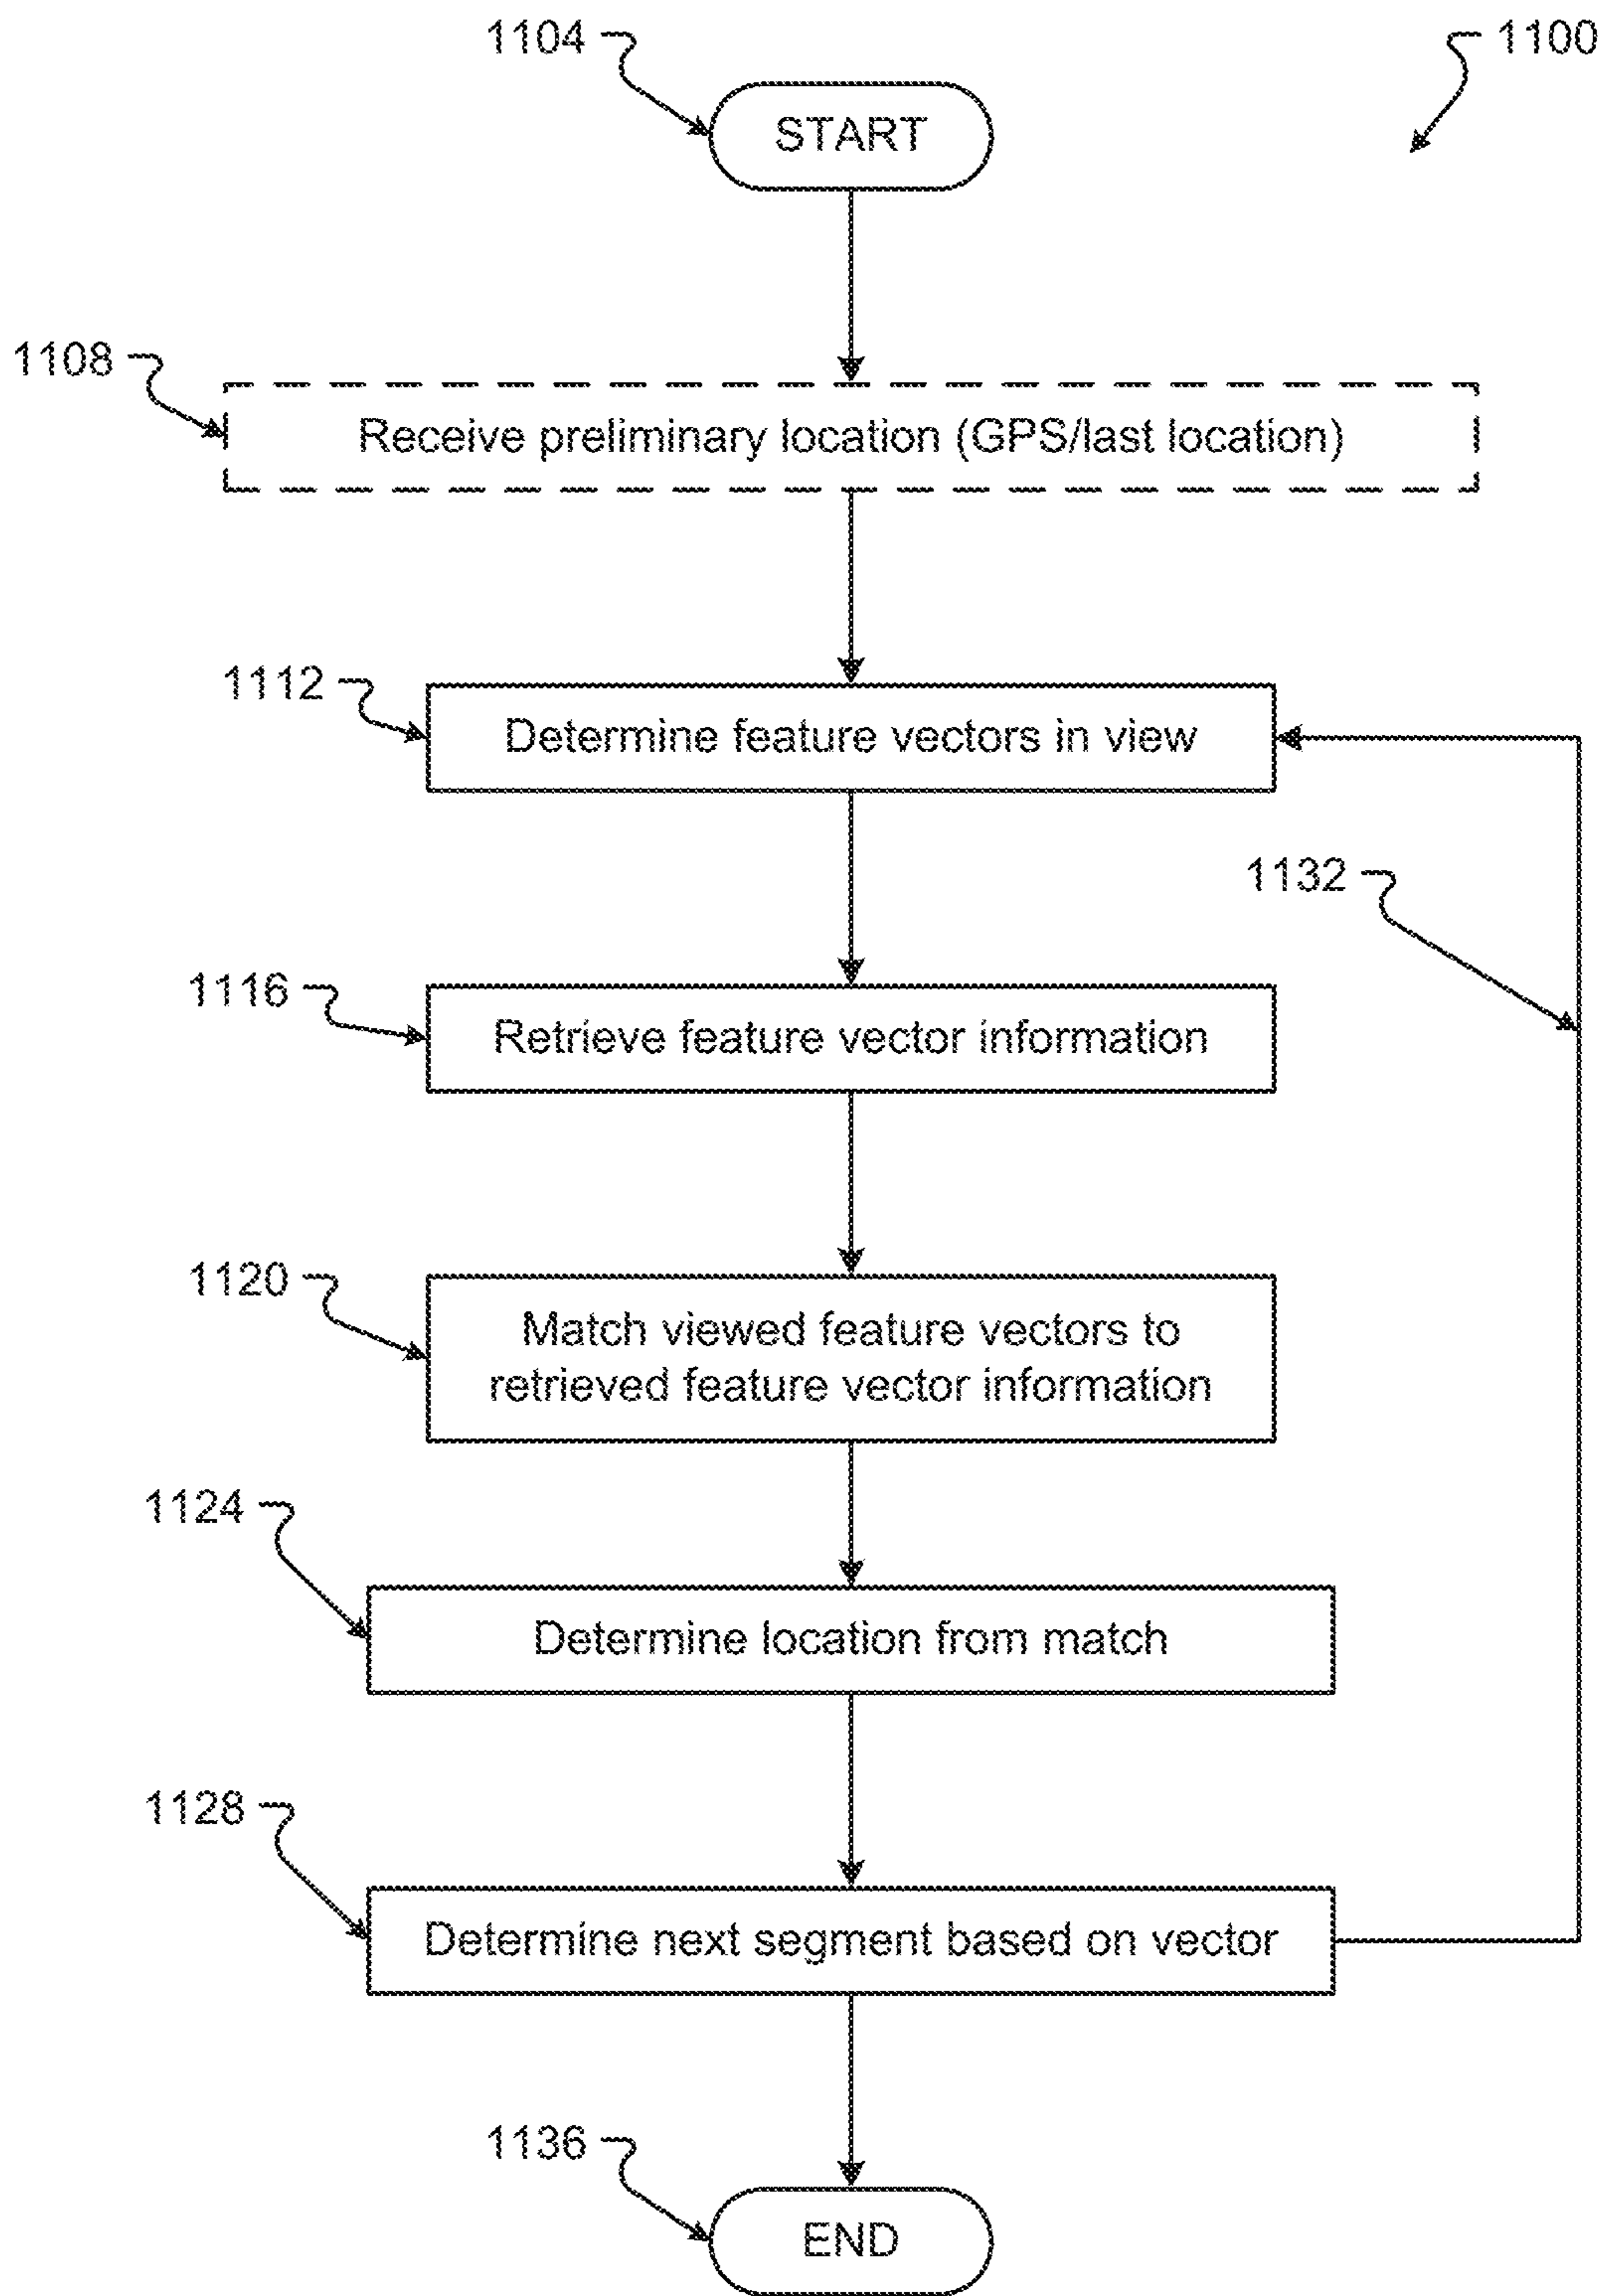 1104
1100
START
1108
Receive preliminary location (GPS/last location)
1112
Determine feature vectors in view
1132
1116
Retrieve feature vector information
1120
Match viewed feature vectors to
retrieved feature vector information
1124
Determine location from match
1128
Determine next segment based on vector
1136
END